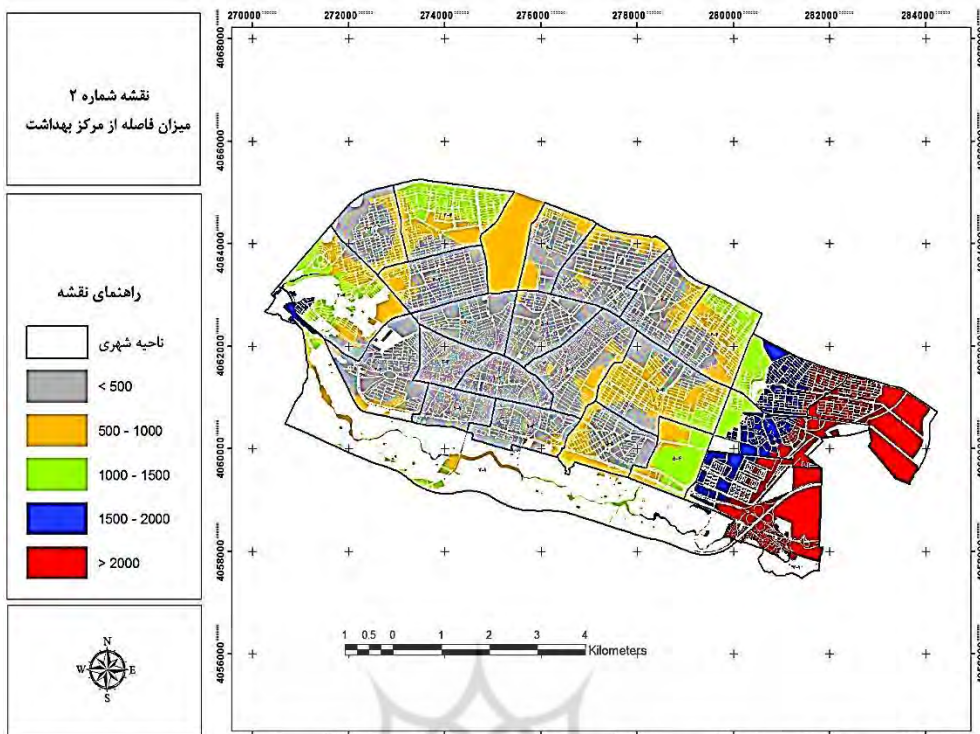 270000 272000 274000 276000 278000 280000 282000 284000
4068000 4066000 4064000 4062000 4060000 4058000 4056000
نقشه شماره ۲
میزان فاصله از مرکز بهداشت
راهنمای نقشه
ناحیه شهری
< 500
500 - 1000
1000 - 1500
1500 - 2000
> 2000
N
W E
S
1 0.5 0 1 2 3 4
Kilometers